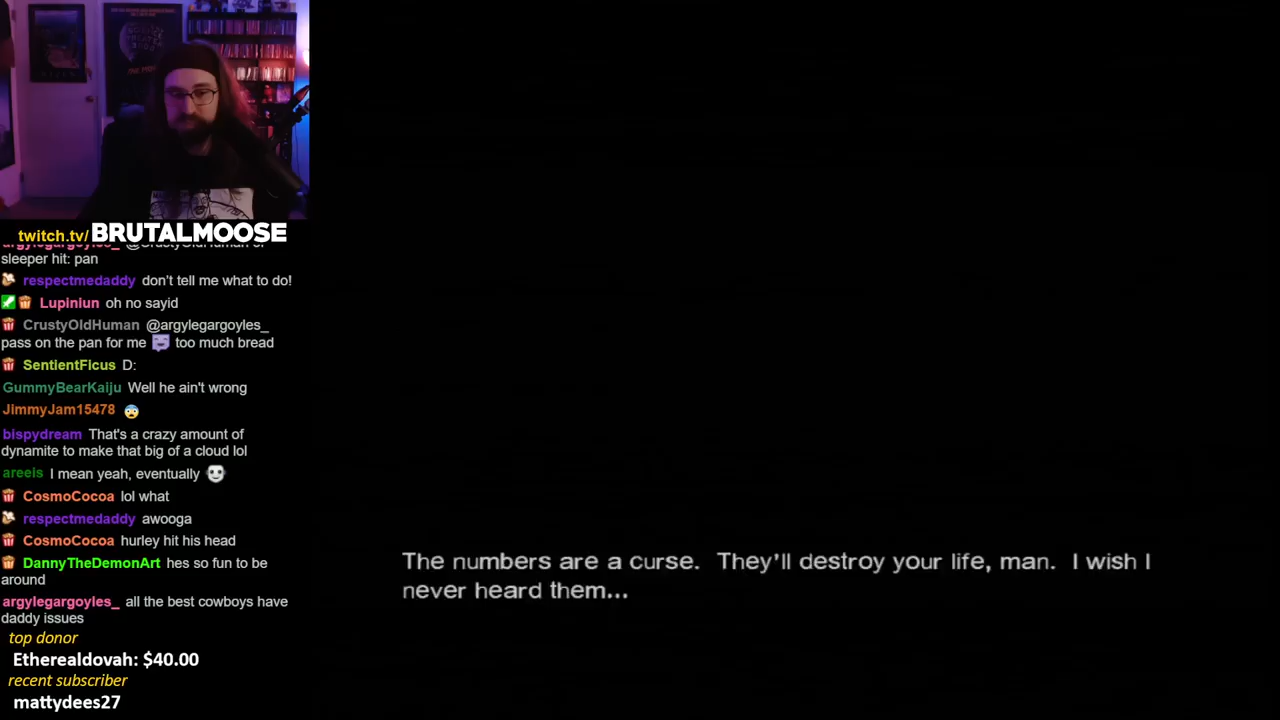 twitch.tv/BRUTALMOOSE
argylegargoyles_ @CrustyOldHuman or
sleeper hit: pan
respectmedaddy don't tell me what to do!
Lupiniun oh no sayid
CrustyOldHuman @argylegargoyles_
pass on the pan for me too much bread
SentientFicus D:
GummyBearKaiju Well he ain't wrong
JimmyJam15478
bispydream That's a crazy amount of
dynamite to make that big of a cloud lol
areeis I mean yeah, eventually
CosmoCocoa lol what
respectmedaddy awooga
CosmoCocoa hurley hit his head
DannyTheDemonArt hes so fun to be
around
argylegargoyles_ all the best cowboys have
daddy issues
top donor
Etherealdovah: $40.00
recent subscriber
mattydees27
The numbers are a curse. They'll destroy your life, man. I wish I
never heard them...